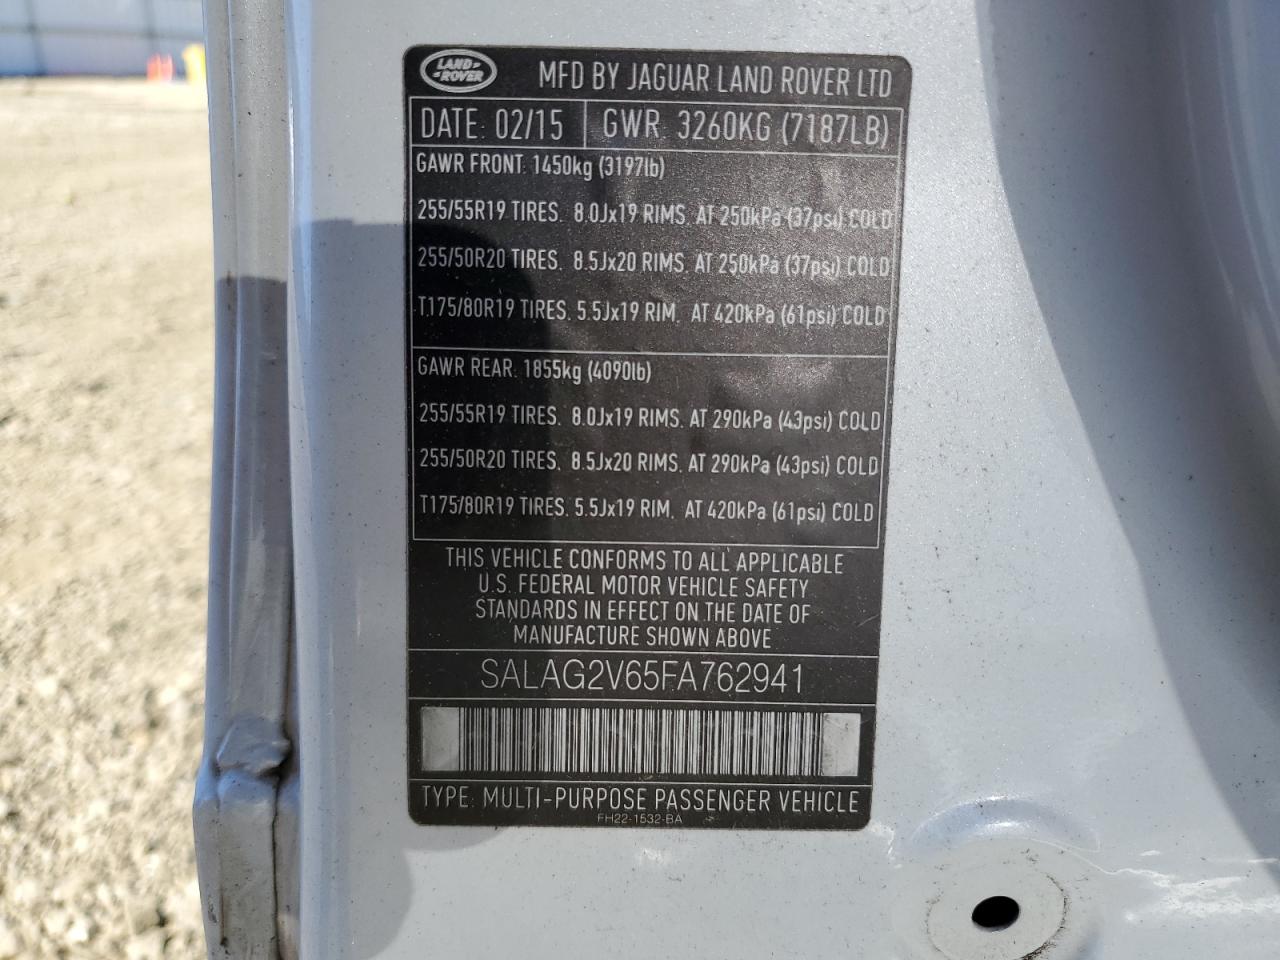 LAND ROVER
MFD BY JAGUAR LAND ROVER LTD
DATE: 02/15 GWR: 3260KG (7187LB)
GAWR FRONT: 1450kg (3197lb)
255/55R19 TIRES. 8.0Jx19 RIMS. AT 250kPa (37psi) COLD
255/50R20 TIRES. 8.5Jx20 RIMS. AT 250kPa (37psi) COLD
T175/80R19 TIRES. 5.5Jx19 RIM. AT 420kPa (61psi) COLD
GAWR REAR: 1855kg (4090lb)
255/55R19 TIRES. 8.0Jx19 RIMS. AT 290kPa (43psi) COLD
255/50R20 TIRES. 8.5Jx20 RIMS. AT 290kPa (43psi) COLD
T175/80R19 TIRES. 5.5Jx19 RIM. AT 420kPa (61psi) COLD
THIS VEHICLE CONFORMS TO ALL APPLICABLE
U.S. FEDERAL MOTOR VEHICLE SAFETY
STANDARDS IN EFFECT ON THE DATE OF
MANUFACTURE SHOWN ABOVE
SALAG2V65FA762941
TYPE: MULTI-PURPOSE PASSENGER VEHICLE
FH22-1532-BA